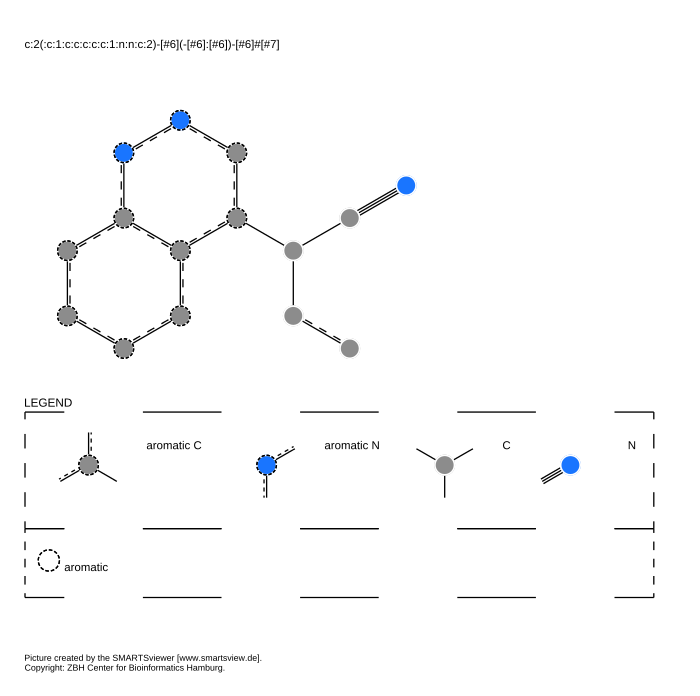 c:2(:c:1:c:c:c:c:c:1:n:n:c:2)-[#6](-[#6]:[#6])-[#6]#[#7]
LEGEND
aromatic C aromatic N C N
aromatic
Picture created by the SMARTSviewer [www.smartsview.de].
Copyright: ZBH Center for Bioinformatics Hamburg.